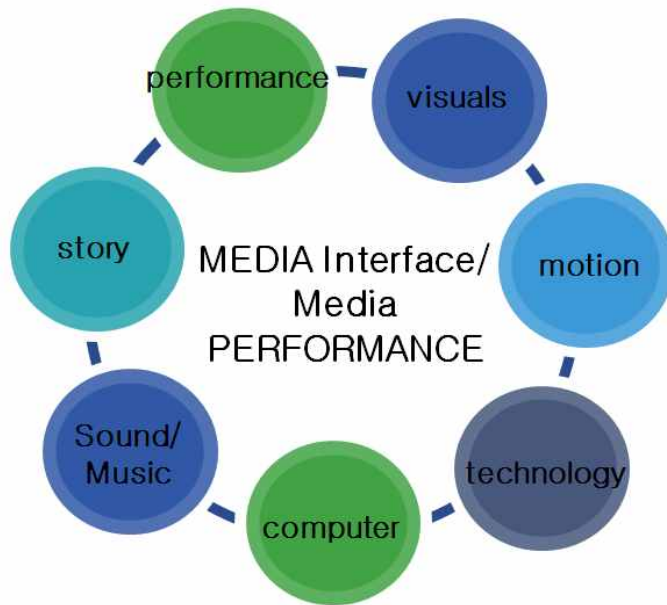 performance
visuals
story
MEDIA Interface/
Media
PERFORMANCE
motion
Sound/
Music
technology
computer